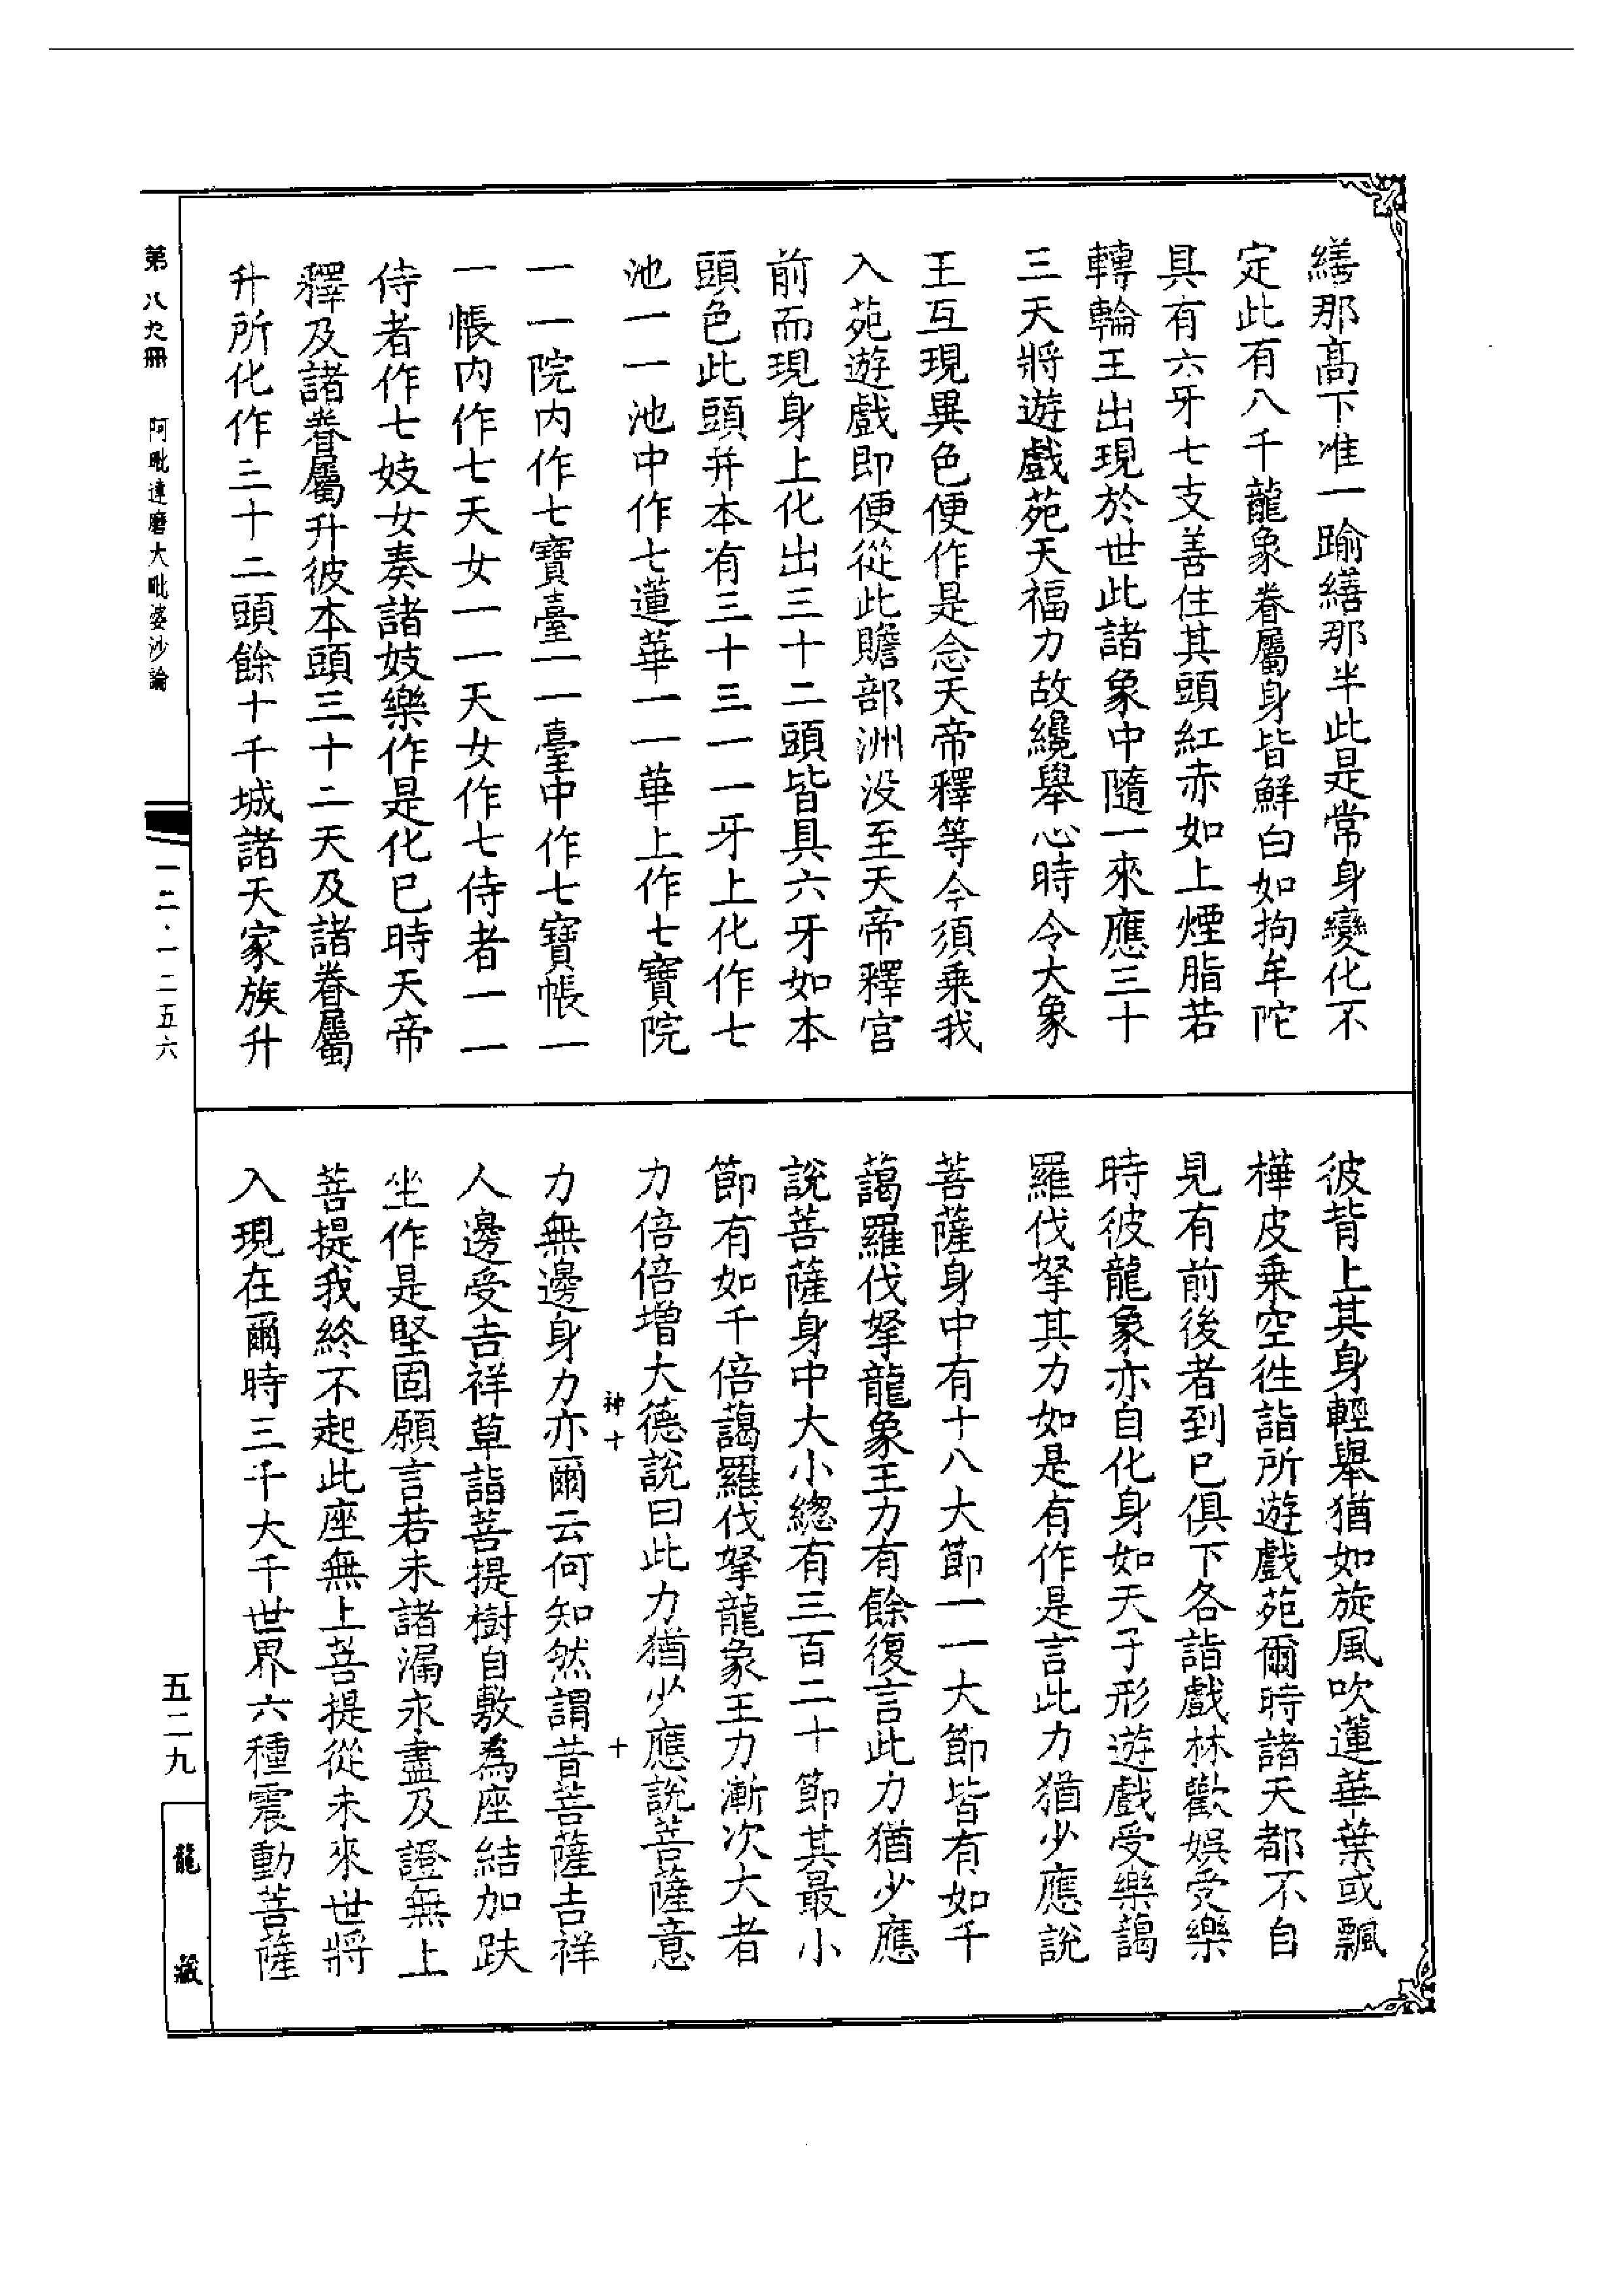 繕那高下准一踰繕那半此是常身變化不
定此有八千龍象眷屬身皆鮮白如拘牟陀
具有六牙七支善住其頭紅赤如上煙脂若
轉輪王出現於世此諸象中隨一來應三十
三天將遊戲苑天福力故纔舉心時令大象
王互現異色便作是念天帝釋等今須乗我
入苑遊戲即便從此贍部洲没至天帝釋宮
前而現身上化出三十二頭皆具六牙如本
頭色此頭并本有三十三一一牙上化作七
池一一池中作七蓮華一一華上作七寶院
一一院内作七寶臺一一臺中作七寶帳一
一帳内作七天女一一天女作七侍者一一
侍者作七妓女奏諸妓樂作是化已時天帝
釋及諸眷屬升彼本頭三十二天及諸眷屬
升所化作三十二頭餘十千城諸天家族升
彼背上其身輕舉猶如旋風吹蓮華葉或飄
樺皮乗空往詣所遊戲苑爾時諸天都不自
見有前後者到已俱下各詣戲林歡娛受樂
時彼龍象亦自化身如天子形遊戲受樂藹
羅伐拏其力如是有作是言此力猶少應說
菩薩身中有十八大節一一大節皆有如千
藹羅伐拏龍象王力有餘復言此力猶少應
說菩薩身中大小總有三百二十節其最小
節有如千倍藹羅伐拏龍象王力漸次大者
力倍倍增大德說曰此力猶少應說菩薩意
神十 十
力無邊身力亦爾云何知然謂昔菩薩吉祥
人邊受吉祥草詣菩提樹自敷為座結加趺
坐作是堅固願言若未諸漏永盡及證無上
菩提我終不起此座無上菩提從未來世將
入現在爾時三千大千世界六種震動菩薩
第八九冊 阿毗達磨大毗婆沙論 一二·一二五六
五二九
龍藏